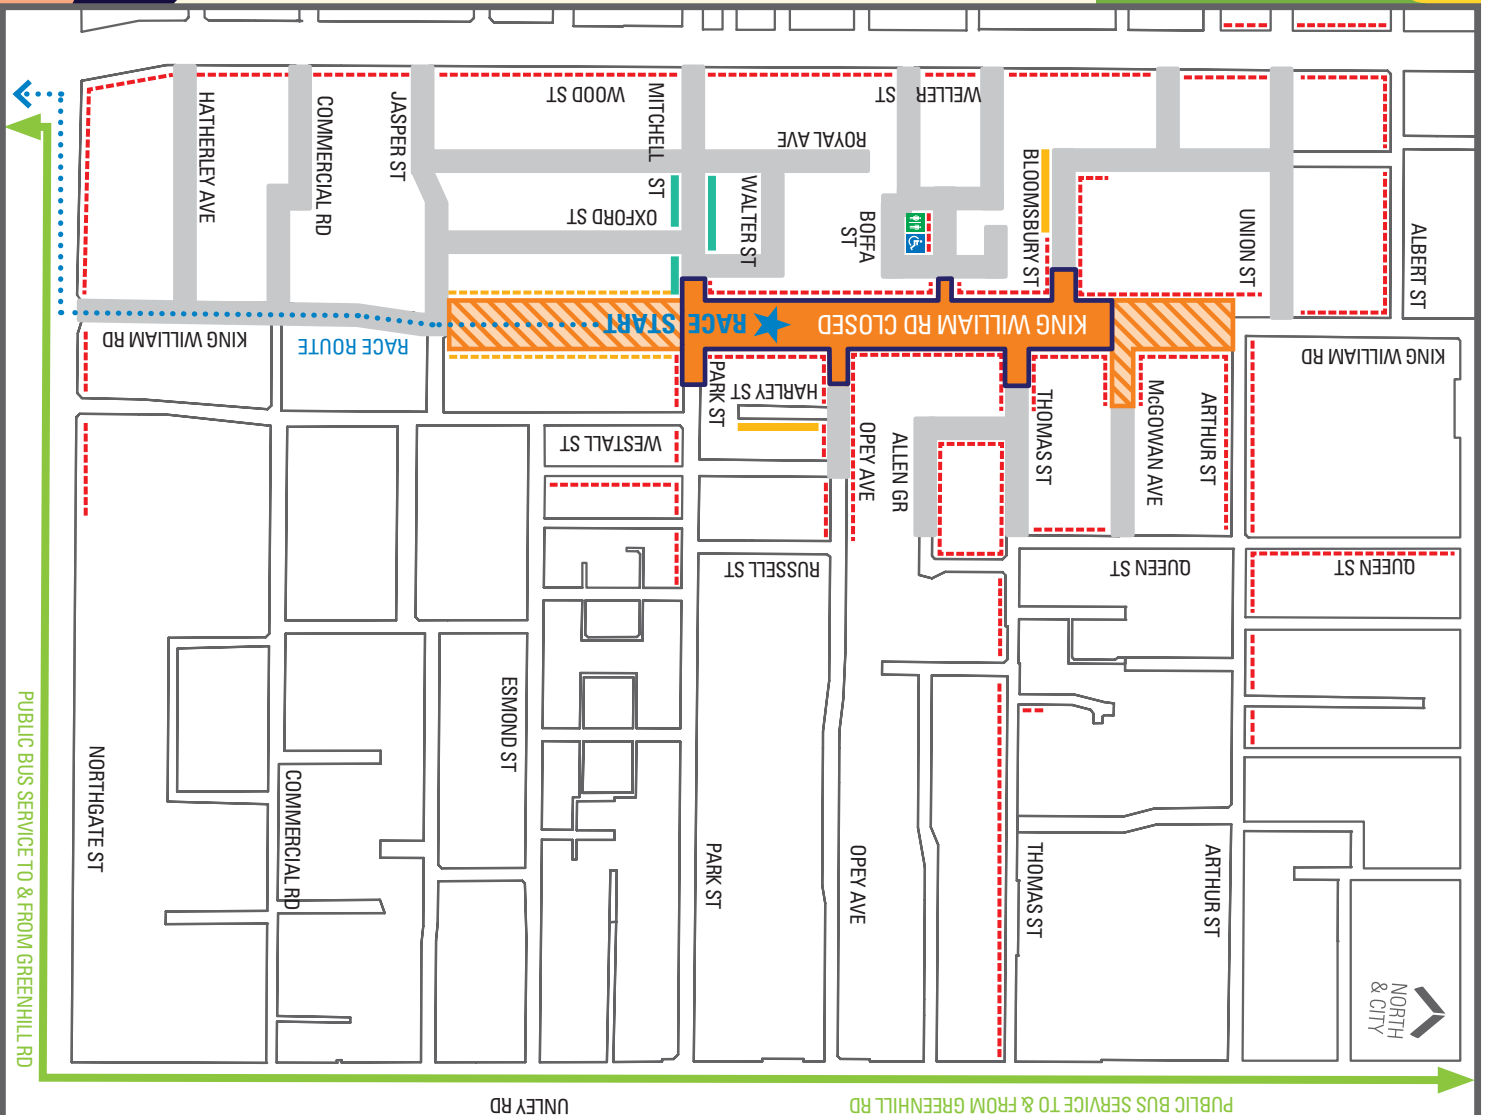 WOOD ST
MITCHELL ST
WELLER ST
HATHERLEY AVE
COMMERCIAL RD
JASPER ST
ROYAL AVE
OXFORD ST
WALTER ST
BOFFA
ST
BLOOMSBURY ST
UNION ST
ALBERT ST
KING WILLIAM RD
RACE ROUTE
RACE START
KING WILLIAM RD CLOSED
KING WILLIAM RD
PARK ST
HARLEY ST
WESTALL ST
OPEY AVE
ALLEN GR
THOMAS ST
McGOWAN AVE
ARTHUR ST
RUSSELL ST
QUEEN ST
QUEEN ST
ESMOND ST
NORTHGATE ST
COMMERCIAL RD
PARK ST
OPEY AVE
THOMAS ST
ARTHUR ST
NORTH
& CITY
PUBLIC BUS SERVICE TO & FROM GREENHILL RD
UNLEY RD
PUBLIC BUS SERVICE TO & FROM GREENHILL RD